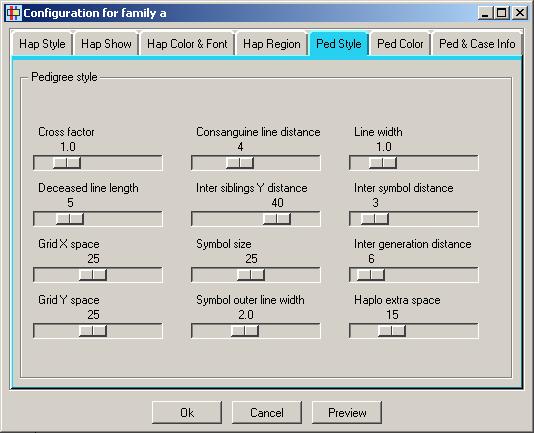 Configuration for family a
Hap Style Hap Show Hap Color & Font Hap Region Ped Style Ped Color Ped & Case Info
Pedigree style
Cross factor Consanguine line distance Line width
1.0 4 1.0
Deceased line length Inter siblings Y distance Inter symbol distance
5 40 3
Grid X space Symbol size Inter generation distance
25 25 6
Grid Y space Symbol outer line width Haplo extra space
25 2.0 15
Ok Cancel Preview